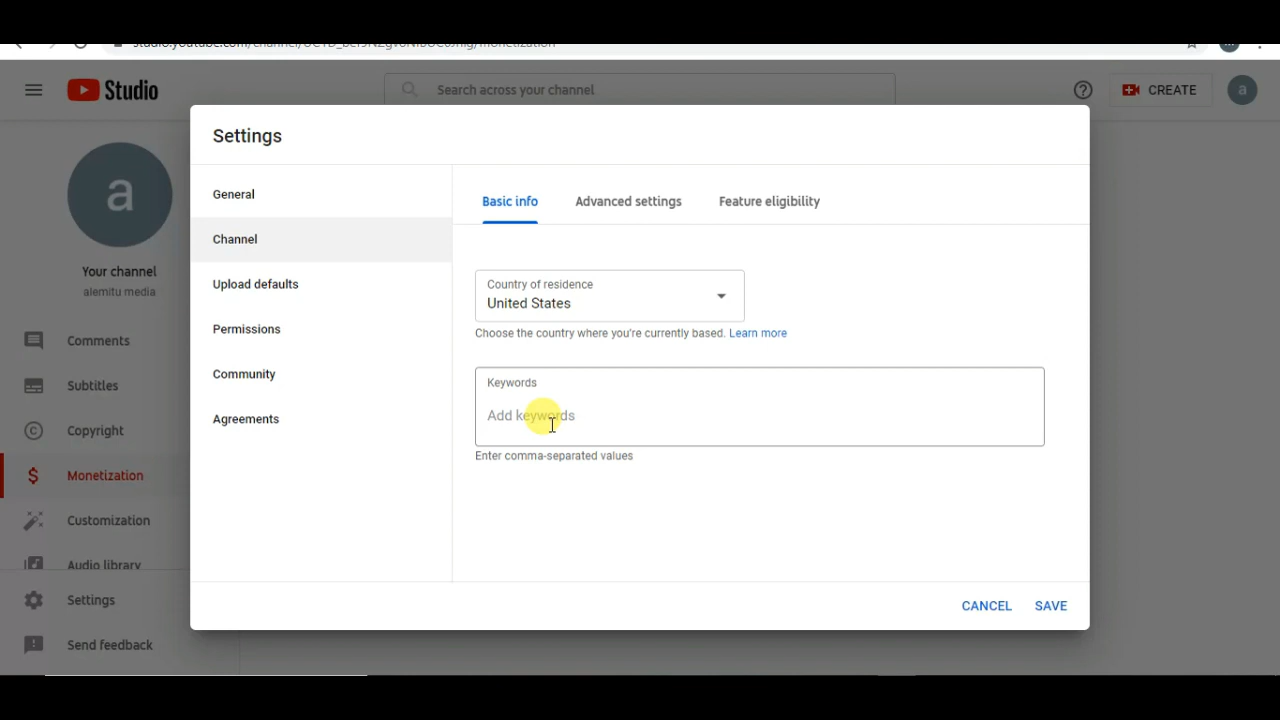 Studio
Search across your channel
CREATE
a
Settings
a
Your channel
alemitu media
Comments
Subtitles
Copyright
Monetization
Customization
Audio library
Settings
Send feedback
General
Channel
Upload defaults
Permissions
Community
Agreements
Basic info Advanced settings Feature eligibility
Country of residence
United States
Choose the country where you're currently based. Learn more
Keywords
Add keywords
Enter comma-separated values
CANCEL SAVE